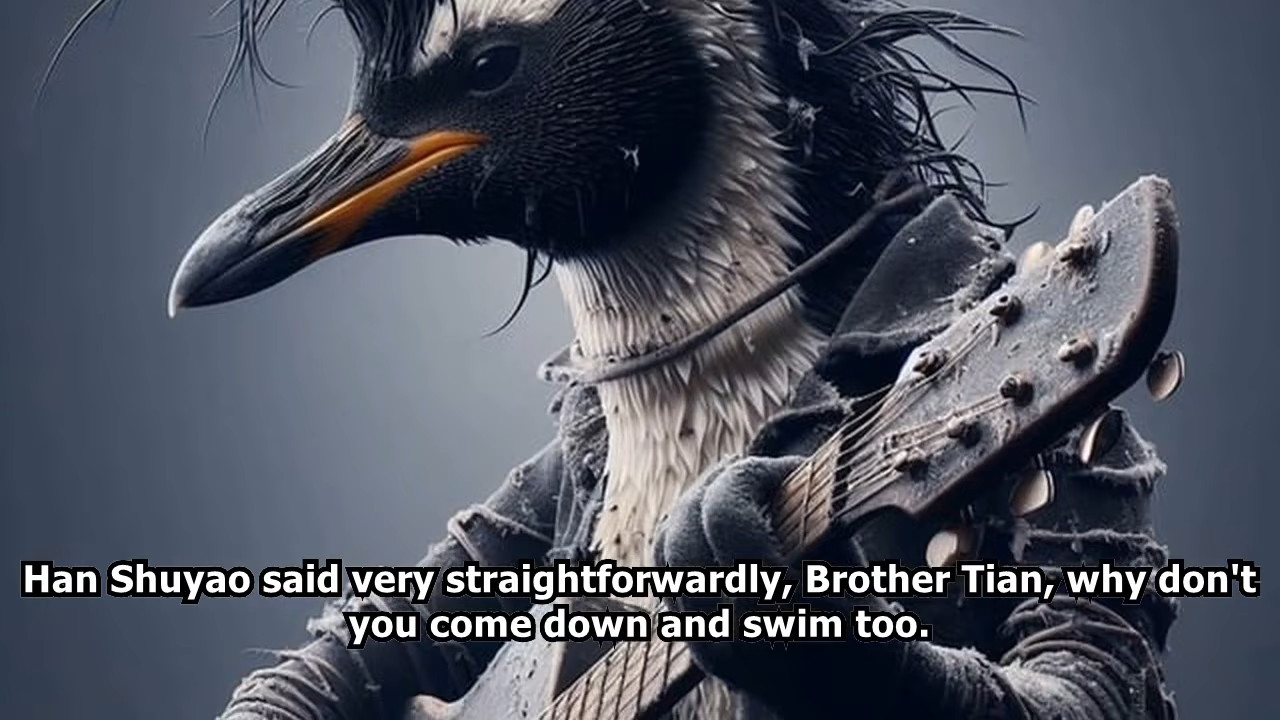 Han Shuyao said very straightforwardly, Brother Tian, why don't
you come down and swim too.